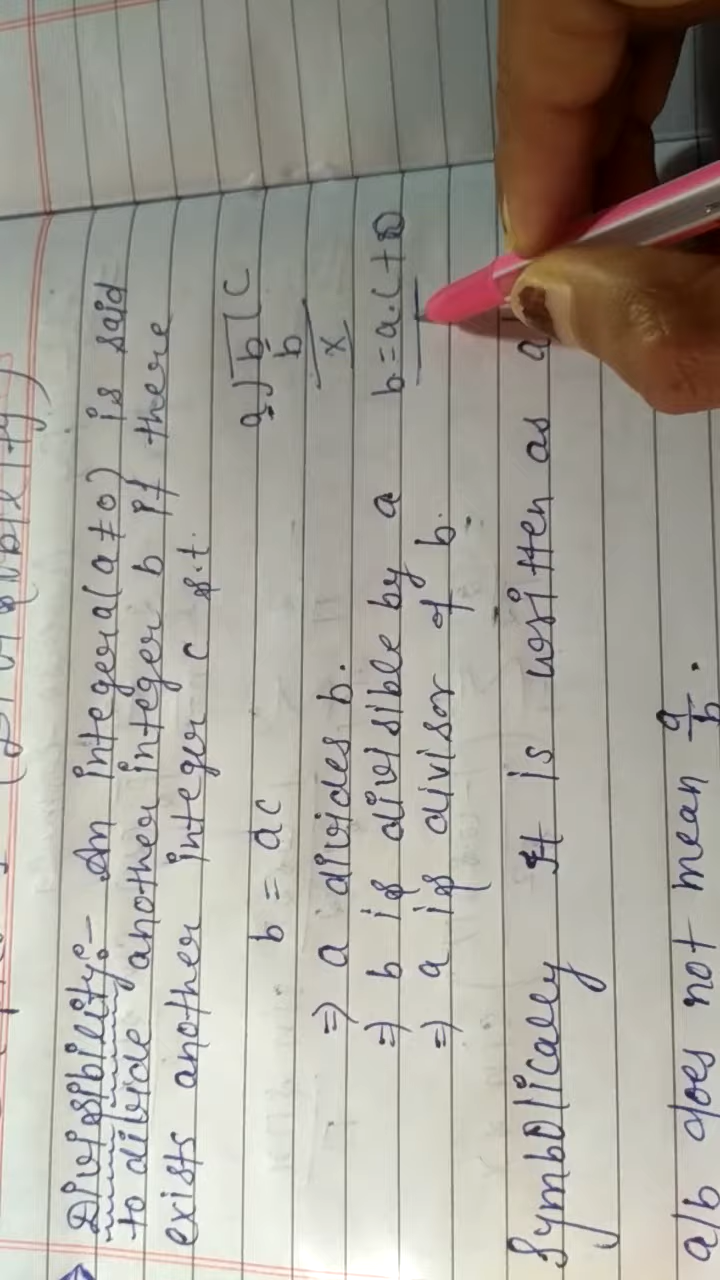 Divisibility:- An integer a (a ≠ 0) is said
to divide another integer b if there
exists another integer c s.t.
b = ac
a) b ( c
b
x
⇒ a divides b.
⇒ b is divisible by a
b = a.c + 0
⇒ a is divisor of b.
Symbolically It is written as a
a/b does not mean a/b.